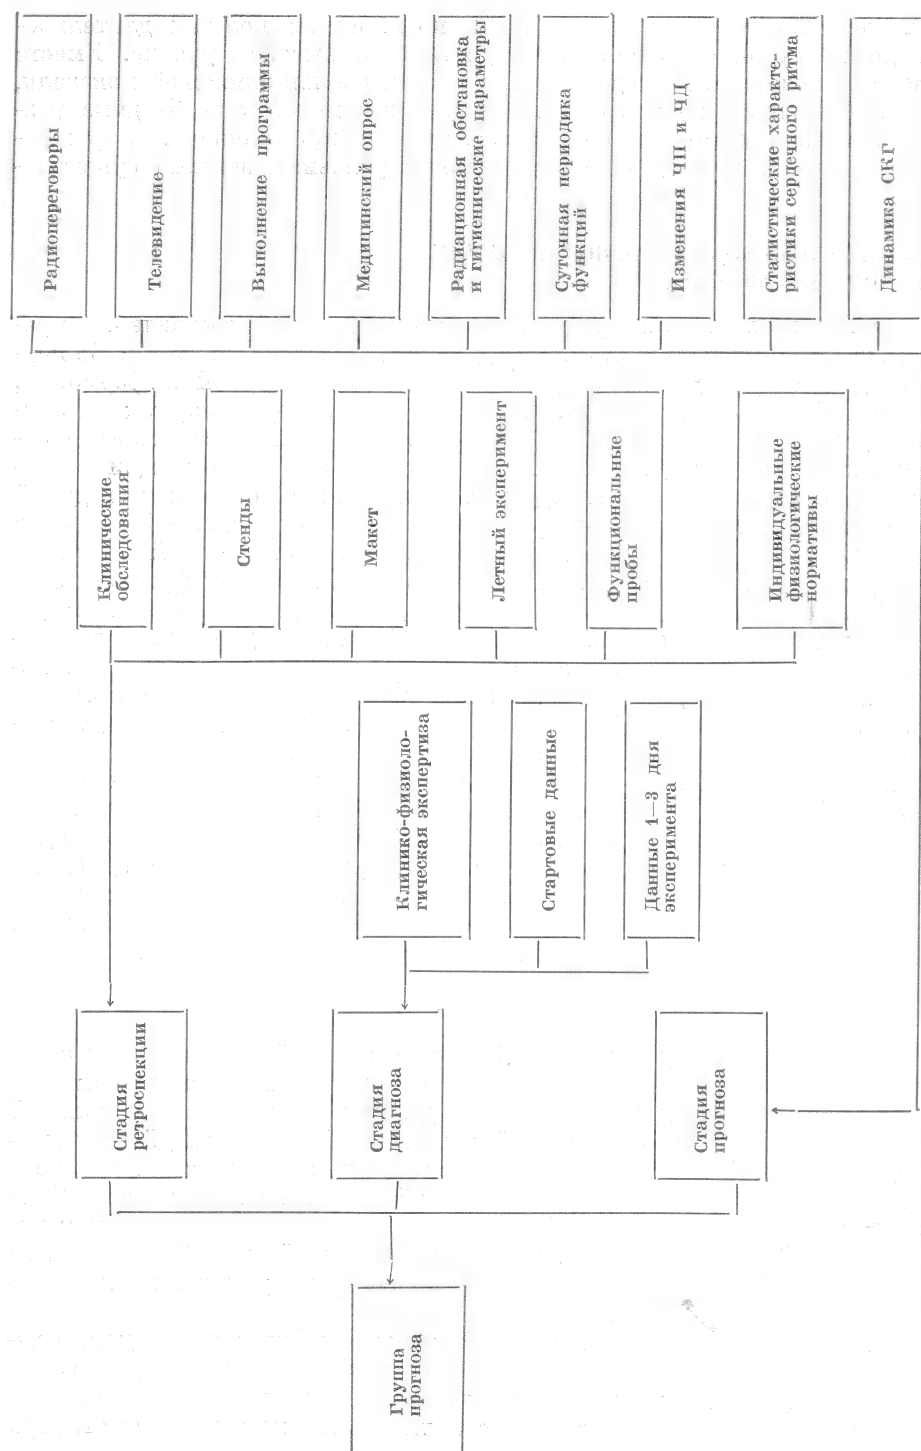 Группа
прогноза
Стадия
ретроспекции
Стадия
диагноза
Стадия
прогноза
Клинико-физиоло-
гическая экспертиза
Стартовые данные
Данные 1—3 дня
эксперимента
Клинические
обследования
Стенды
Макет
Летный эксперимент
Функциональные
пробы
Индивидуальные
физиологические
нормативы
Радиопереговоры
Телевидение
Выполнение программы
Медицинский опрос
Радиационная обстановка
и гигиенические параметры
Суточная периодика
функций
Изменения ЧП и ЧД
Статистические характе-
ристики сердечного ритма
Динамика СКГ